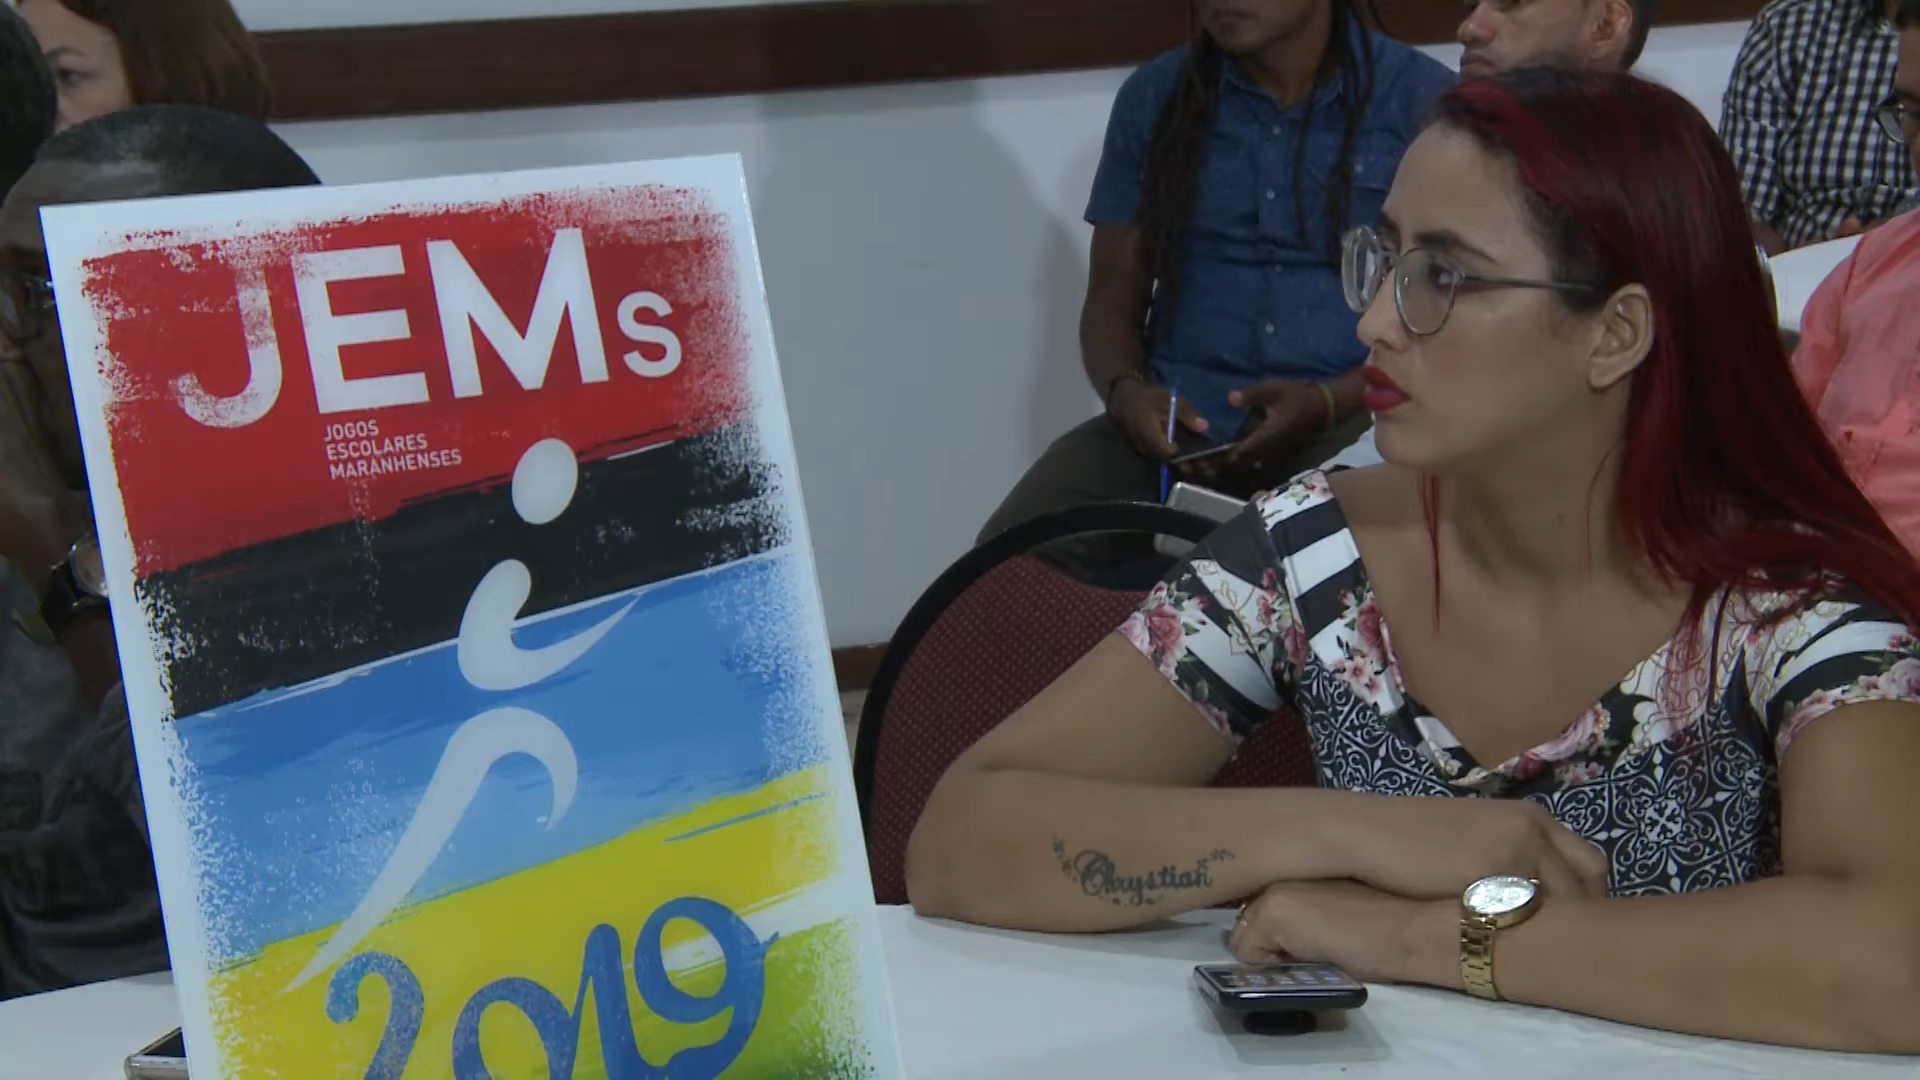 JEMs
JOGOS
ESCOLARES
MARANHENSES
2019
Chrystian